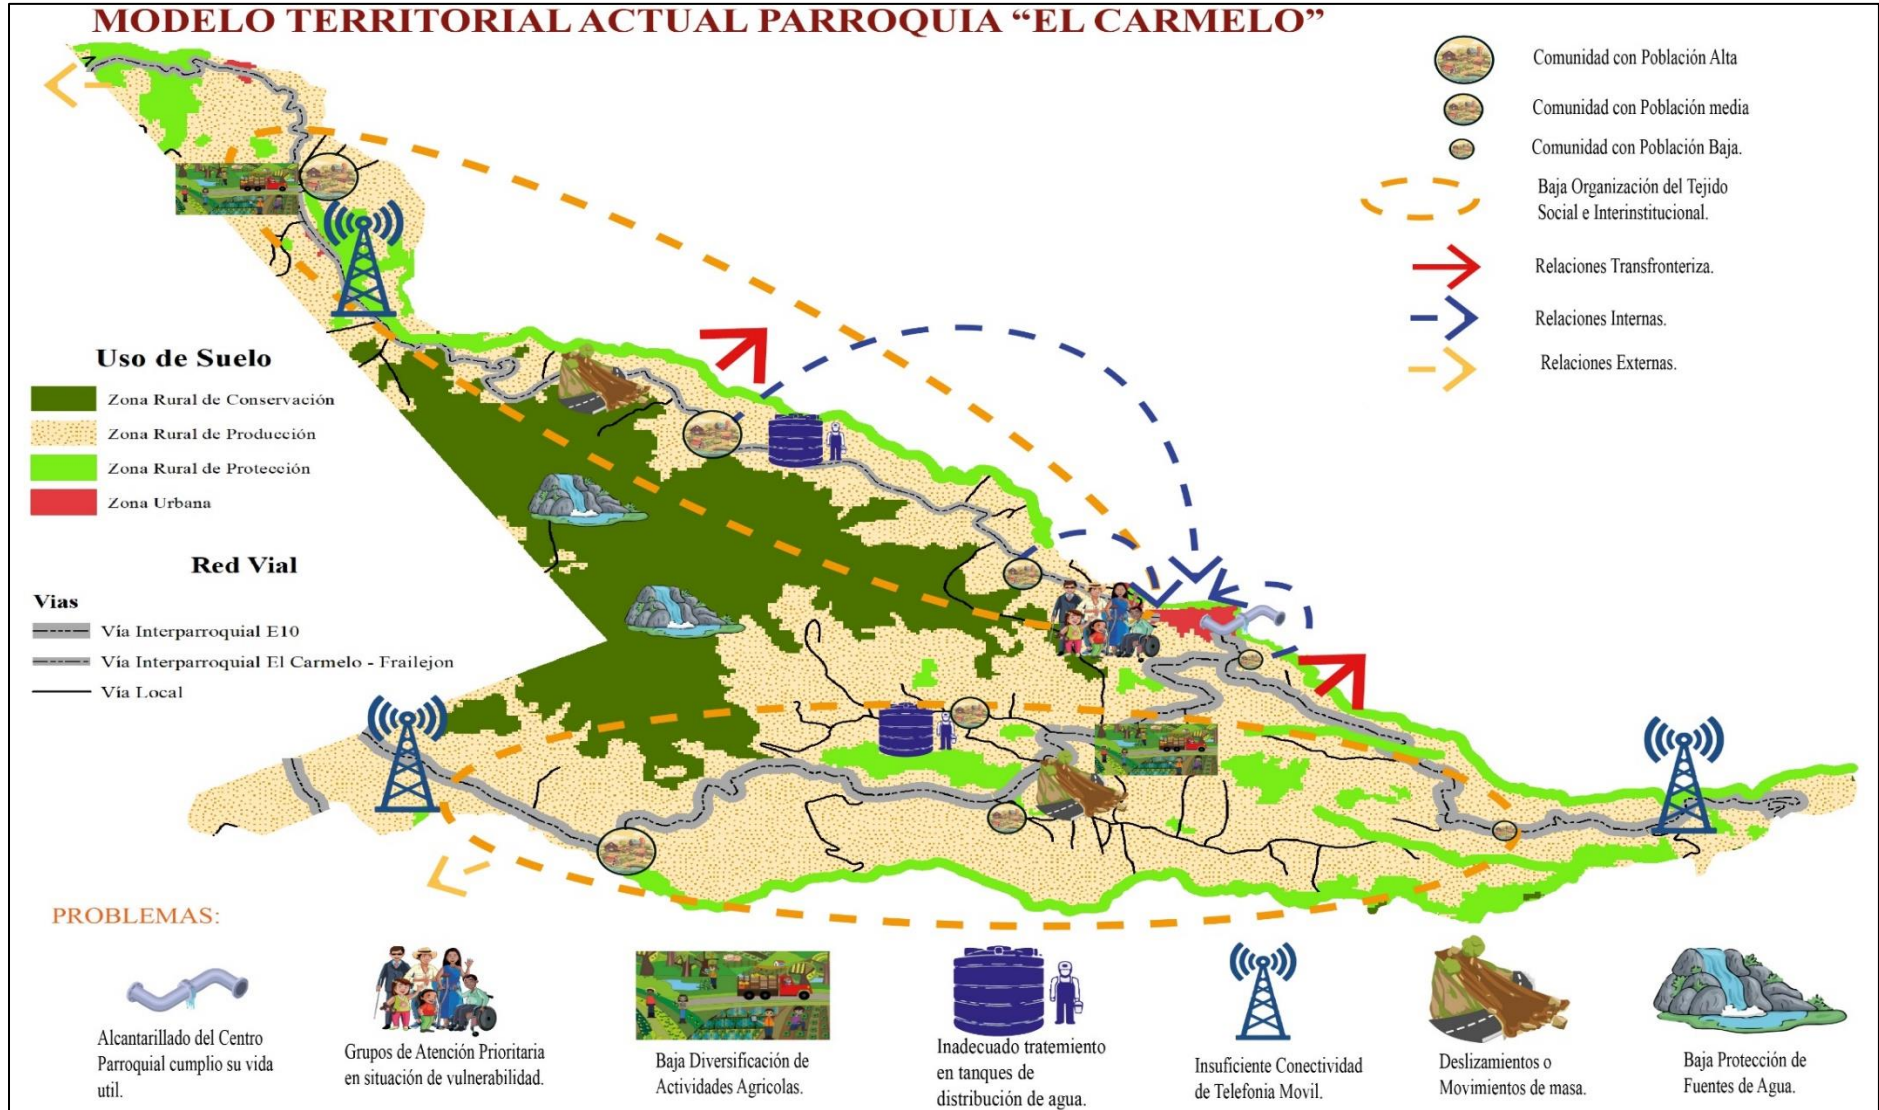 MODELO TERRITORIAL ACTUAL PARROQUIA “EL CARMELO”
Comunidad con Población Alta
Comunidad con Población media
Comunidad con Población Baja.
Baja Organización del Tejido
Social e Interinstitucional.
Relaciones Transfronteriza.
Relaciones Internas.
Relaciones Externas.
Uso de Suelo
Zona Rural de Conservación
Zona Rural de Producción
Zona Rural de Protección
Zona Urbana
Red Vial
Vias
Vía Interparroquial E10
Vía Interparroquial El Carmelo - Frailejon
Vía Local
PROBLEMAS:
Alcantarillado del Centro
Parroquial cumplio su vida
util.
Grupos de Atención Prioritaria
en situación de vulnerabilidad.
Baja Diversificación de
Actividades Agricolas.
Inadecuado tratemiento
en tanques de
distribución de agua.
Insuficiente Conectividad
de Telefonia Movil.
Deslizamientos o
Movimientos de masa.
Baja Protección de
Fuentes de Agua.